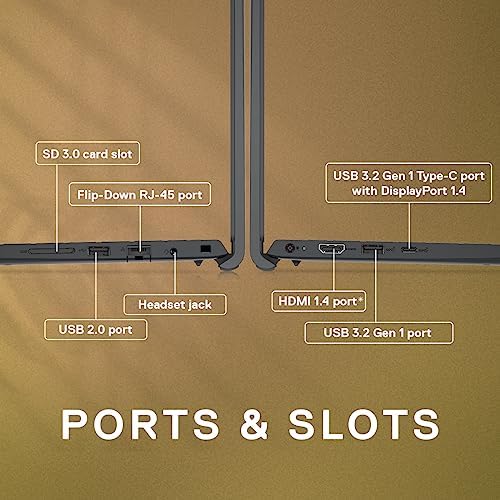 SD 3.0 card slot
Flip-Down RJ-45 port
USB 3.2 Gen 1 Type-C port
with DisplayPort 1.4
Headset jack
USB 2.0 port
HDMI 1.4 port*
USB 3.2 Gen 1 port
PORTS & SLOTS